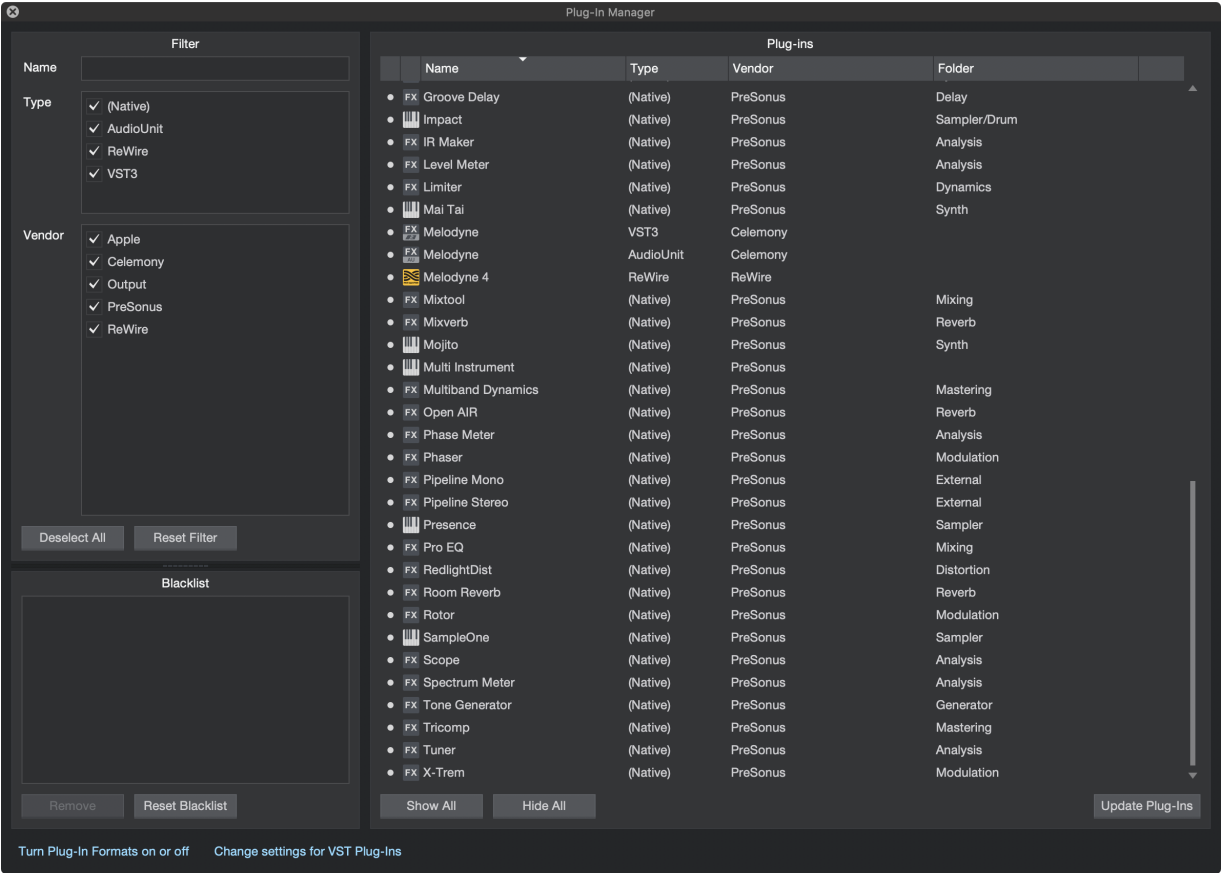 Plug-In Manager
Filter
Name
Type
(Native)
AudioUnit
ReWire
VST3
Vendor
Apple
Celemony
Output
PreSonus
ReWire
Deselect All Reset Filter
Blacklist
Remove Reset Blacklist
Plug-ins
Name Type Vendor Folder
FX Groove Delay (Native) PreSonus Delay
Impact (Native) PreSonus Sampler/Drum
FX IR Maker (Native) PreSonus Analysis
FX Level Meter (Native) PreSonus Analysis
FX Limiter (Native) PreSonus Dynamics
Mai Tai (Native) PreSonus Synth
FX Melodyne VST3 Celemony
FX AU Melodyne AudioUnit Celemony
Melodyne 4 ReWire ReWire
FX Mixtool (Native) PreSonus Mixing
FX Mixverb (Native) PreSonus Reverb
Mojito (Native) PreSonus Synth
Multi Instrument (Native) PreSonus
FX Multiband Dynamics (Native) PreSonus Mastering
FX Open AIR (Native) PreSonus Reverb
FX Phase Meter (Native) PreSonus Analysis
FX Phaser (Native) PreSonus Modulation
FX Pipeline Mono (Native) PreSonus External
FX Pipeline Stereo (Native) PreSonus External
Presence (Native) PreSonus Sampler
FX Pro EQ (Native) PreSonus Mixing
FX RedlightDist (Native) PreSonus Distortion
FX Room Reverb (Native) PreSonus Reverb
FX Rotor (Native) PreSonus Modulation
SampleOne (Native) PreSonus Sampler
FX Scope (Native) PreSonus Analysis
FX Spectrum Meter (Native) PreSonus Analysis
FX Tone Generator (Native) PreSonus Generator
FX Tricomp (Native) PreSonus Mastering
FX Tuner (Native) PreSonus Analysis
FX X-Trem (Native) PreSonus Modulation
Show All Hide All Update Plug-Ins
Turn Plug-In Formats on or off Change settings for VST Plug-Ins